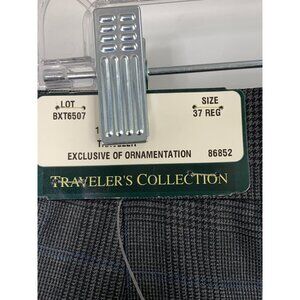 LOT
BXT6507
SIZE
37 REG
EXCLUSIVE OF ORNAMENTATION 86852
TRAVELER'S COLLECTION